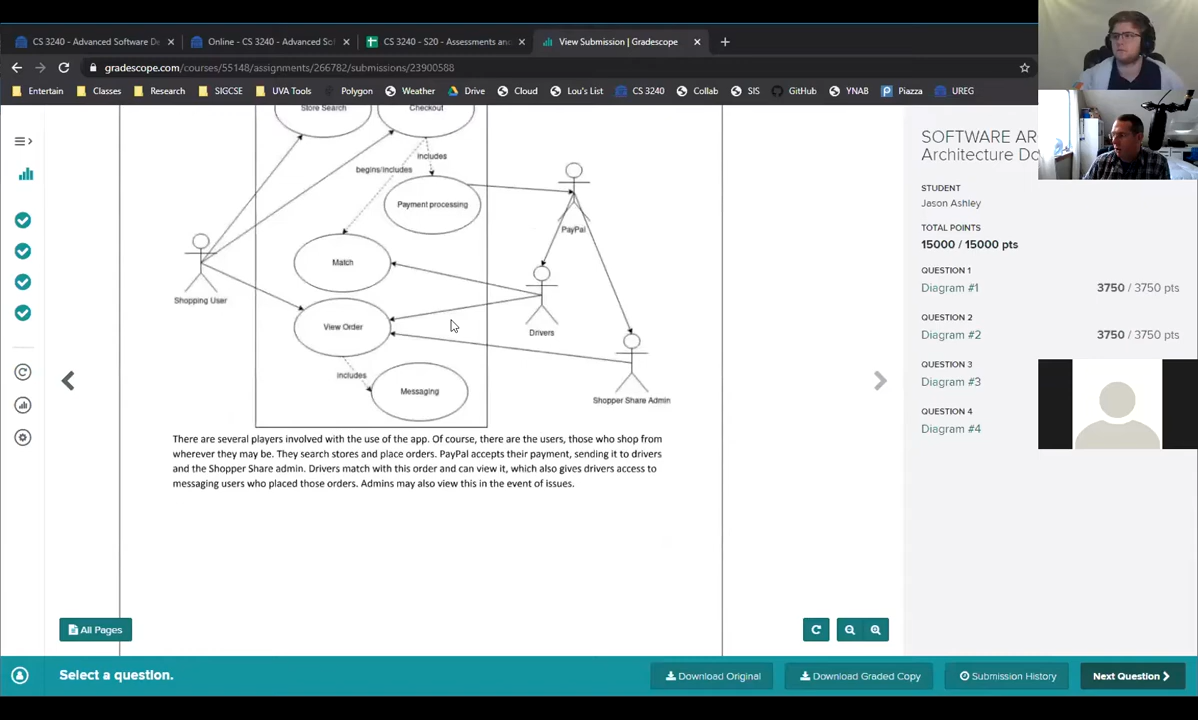 CS 3240 - Advanced Software De
Online - CS 3240 - Advanced So
CS 3240 - S20 - Assessments an
View Submission | Gradescope
gradescope.com/courses/55148/assignments/266782/submissions/23900588
Entertain
Classes
Research
SIGCSE
UVA Tools
Polygon
Weather
Drive
Cloud
Lou's List
CS 3240
Collab
SIS
GitHub
YNAB
Piazza
UREG
Store Search
Checkout
includes
begins/includes
Payment processing
PayPal
Match
Shopping User
View Order
Drivers
includes
Messaging
Shopper Share Admin
There are several players involved with the use of the app. Of course, there are the users, those who shop from
wherever they may be. They search stores and place orders. PayPal accepts their payment, sending it to drivers
and the Shopper Share admin. Drivers match with this order and can view it, which also gives drivers access to
messaging users who placed those orders. Admins may also view this in the event of issues.
SOFTWARE AR
Architecture Do
STUDENT
Jason Ashley
TOTAL POINTS
15000 / 15000 pts
QUESTION 1
Diagram #1 3750 / 3750 pts
QUESTION 2
Diagram #2 3750 / 3750 pts
QUESTION 3
Diagram #3
QUESTION 4
Diagram #4
All Pages
Select a question.
Download Original
Download Graded Copy
Submission History
Next Question